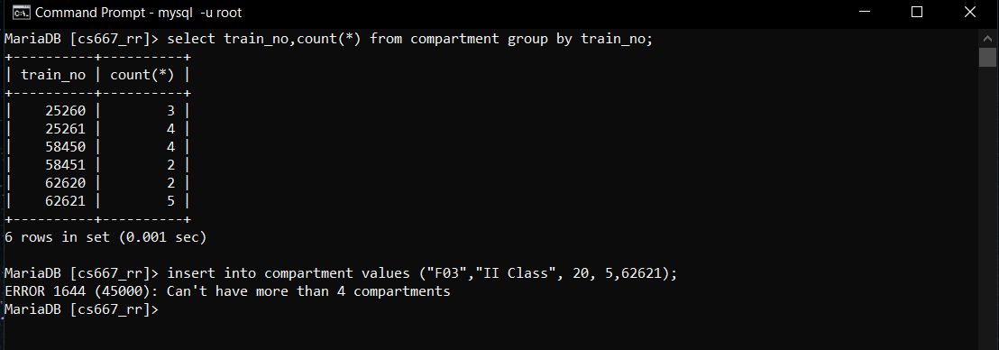 Command Prompt - mysql  -u root
MariaDB [cs667_rr]> select train_no,count(*) from compartment group by train_no;
+----------+----------+
| train_no | count(*) |
+----------+----------+
|    25260 |        3 |
|    25261 |        4 |
|    58450 |        4 |
|    58451 |        2 |
|    62620 |        2 |
|    62621 |        5 |
+----------+----------+
6 rows in set (0.001 sec)
MariaDB [cs667_rr]> insert into compartment values ("F03","II Class", 20, 5,62621);
ERROR 1644 (45000): Can't have more than 4 compartments
MariaDB [cs667_rr]>